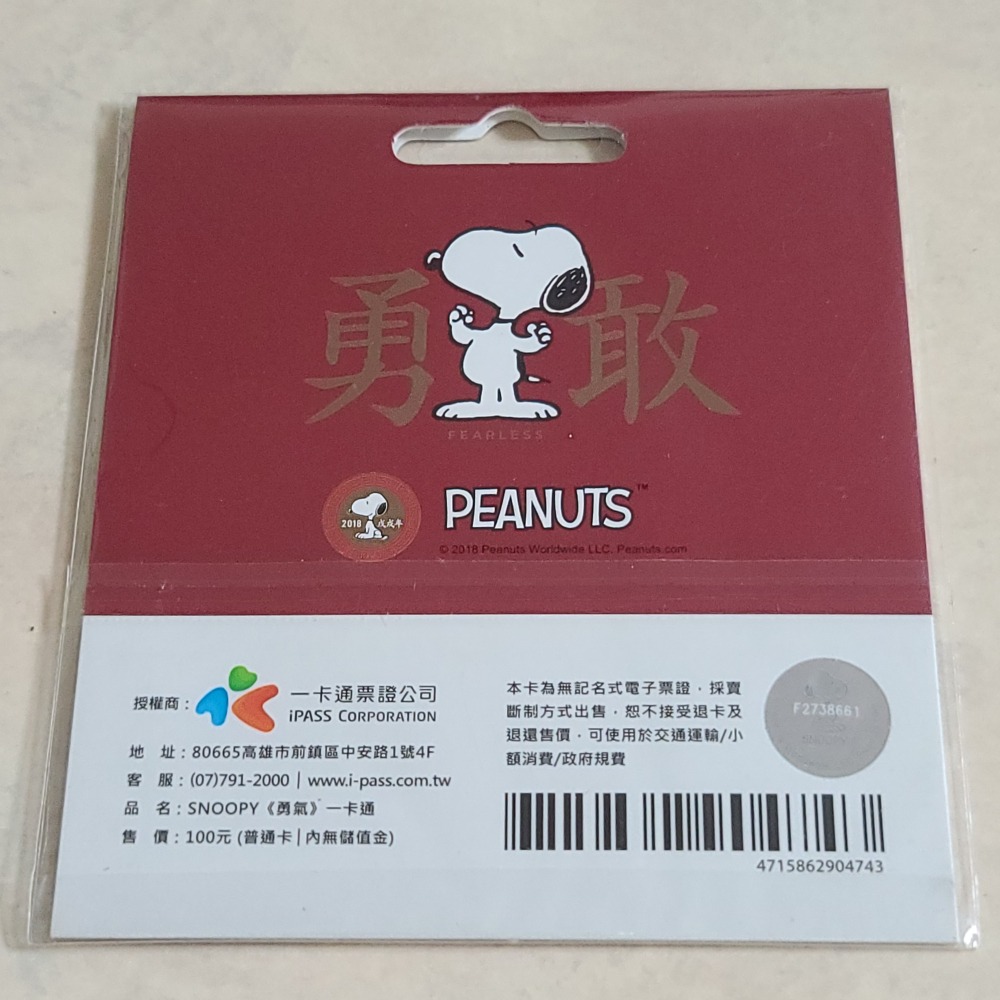 勇敢
FEARLESS
2018 戊戌年
PEANUTS™
© 2018 Peanuts Worldwide LLC. Peanuts.com
授權商：
一卡通票證公司
iPASS CORPORATION
地 址：80665高雄市前鎮區中安路1號4F
客 服：(07)791-2000 | www.i-pass.com.tw
品 名：SNOOPY《勇氣》一卡通
售 價：100元 (普通卡 | 內無儲值金)
本卡為無記名式電子票證，採賣
斷制方式出售，恕不接受退卡及
退還售價，可使用於交通運輸/小
額消費/政府規費
F2738661
4715862904743